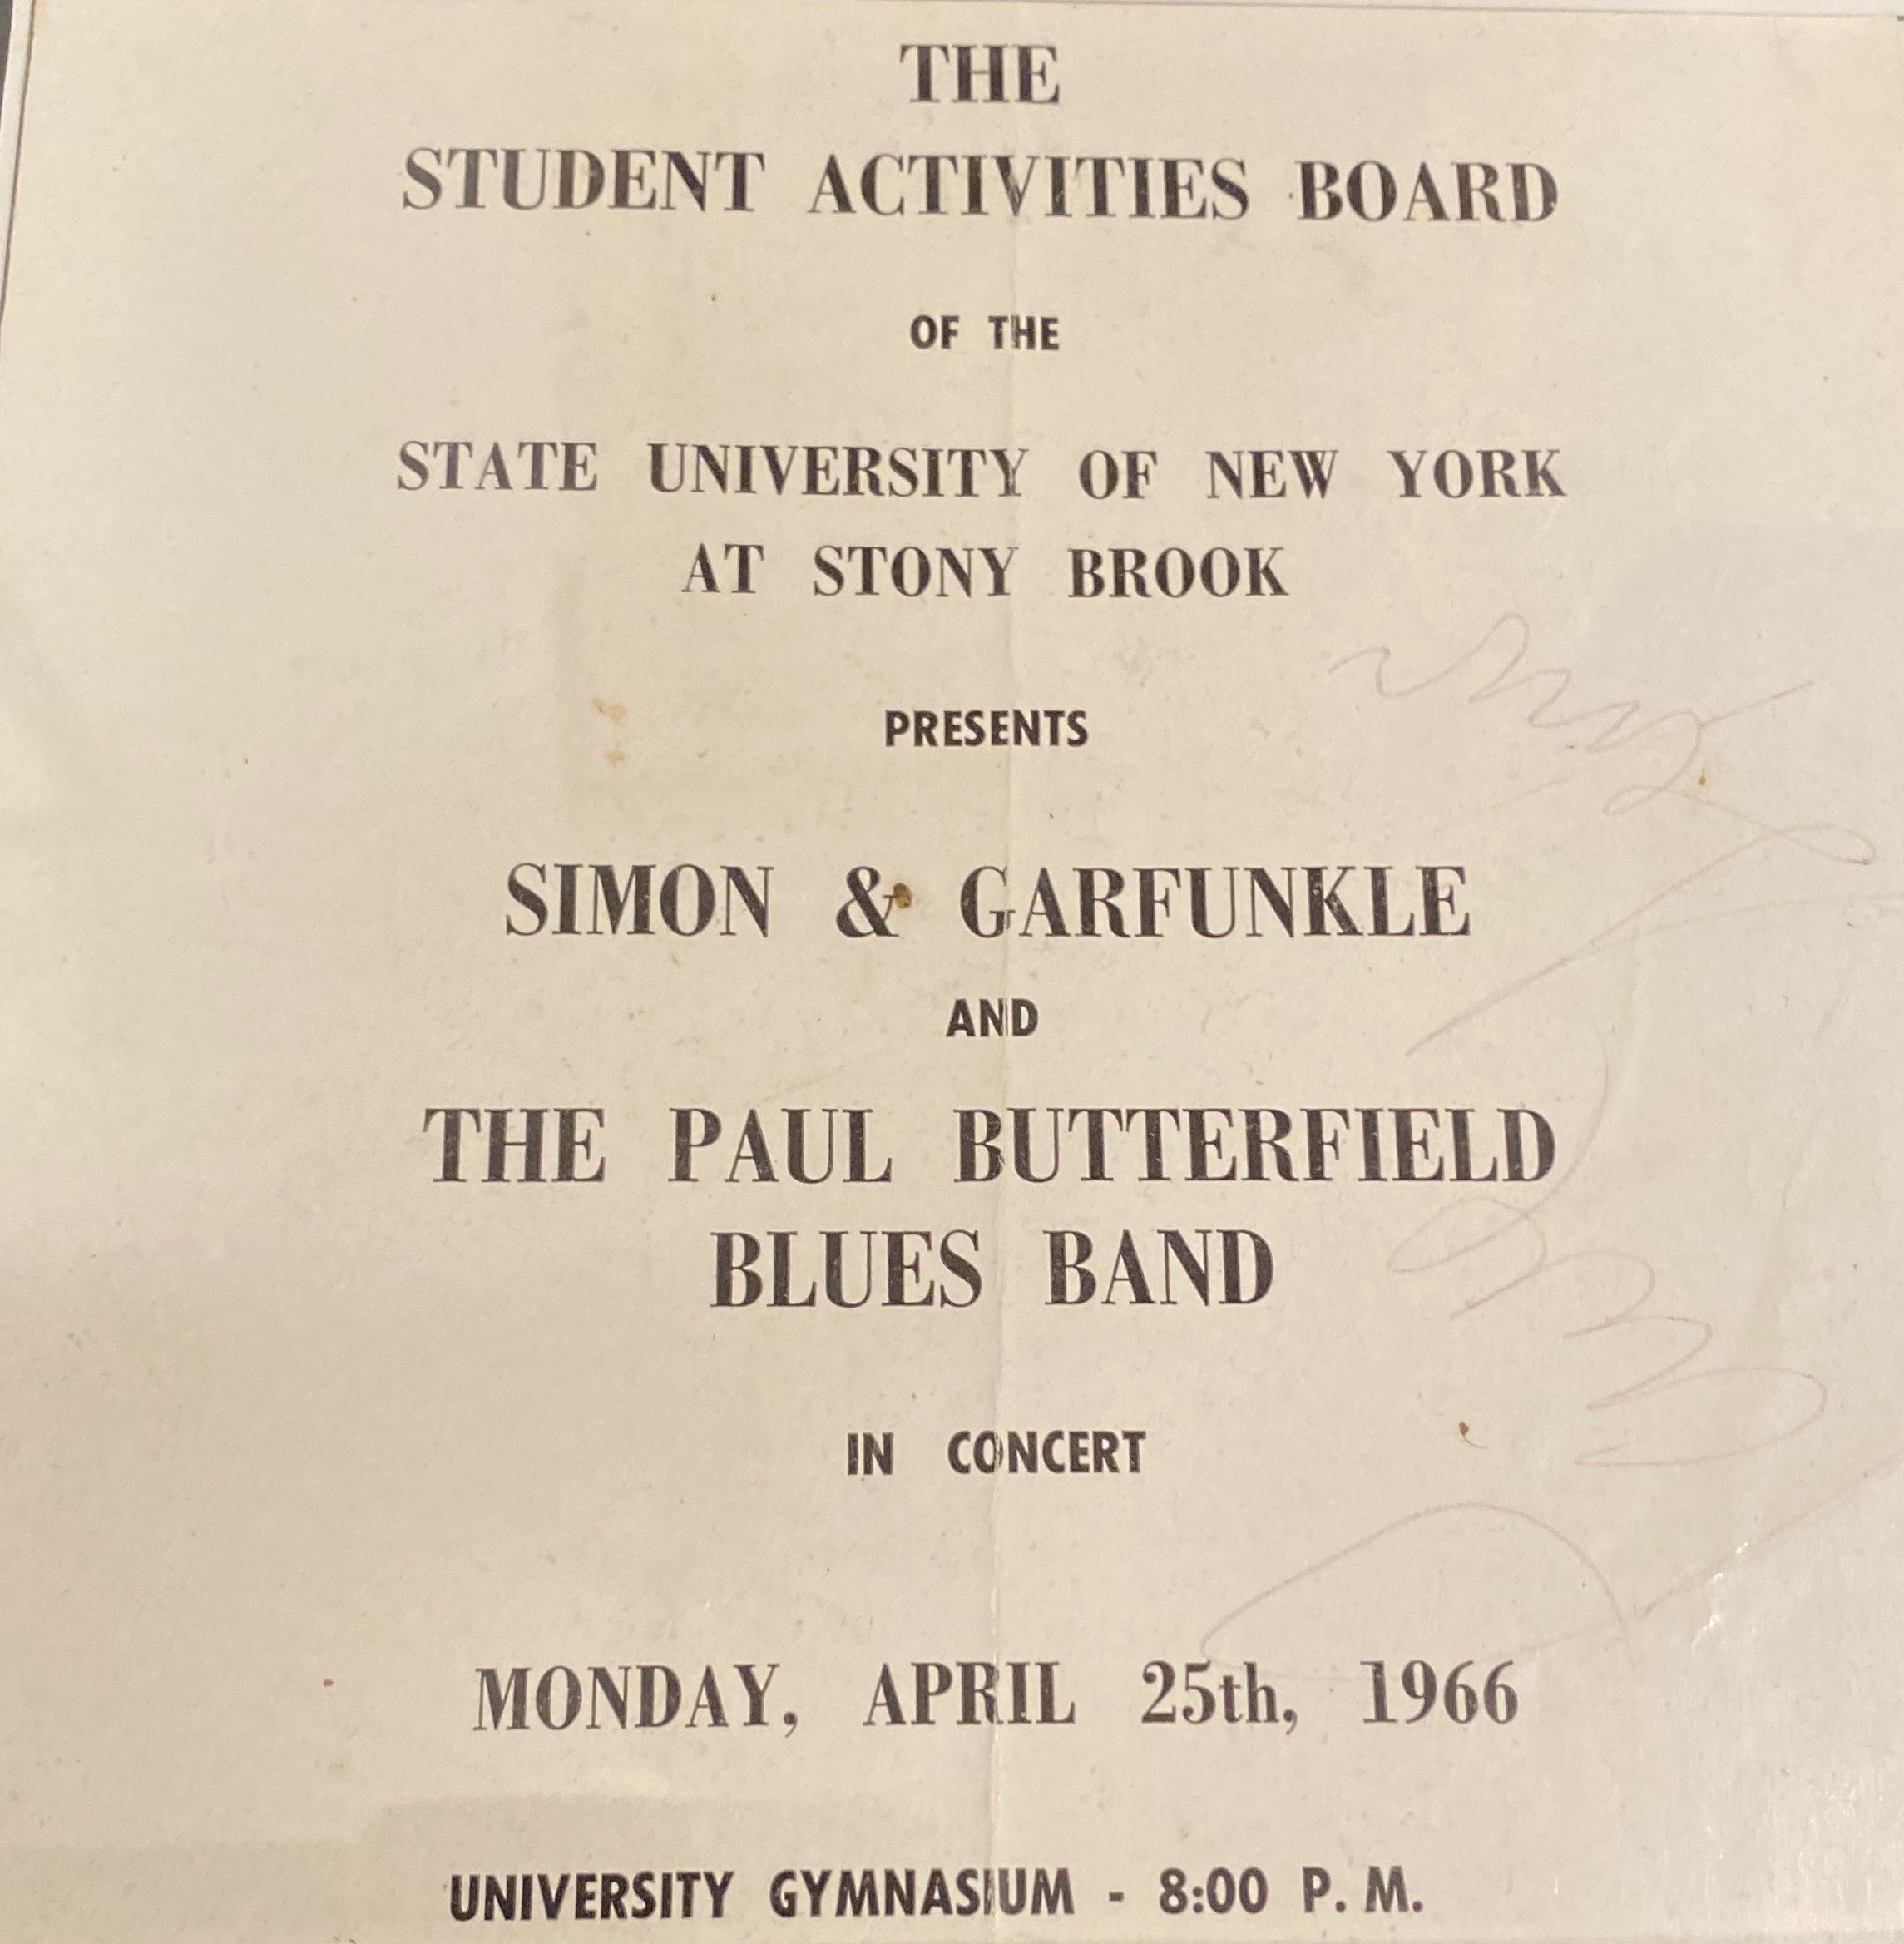 THE
STUDENT ACTIVITIES BOARD
OF THE
STATE UNIVERSITY OF NEW YORK
AT STONY BROOK
PRESENTS
SIMON & GARFUNKLE
AND
THE PAUL BUTTERFIELD
BLUES BAND
IN CONCERT
MONDAY, APRIL 25th, 1966
UNIVERSITY GYMNASIUM - 8:00 P. M.